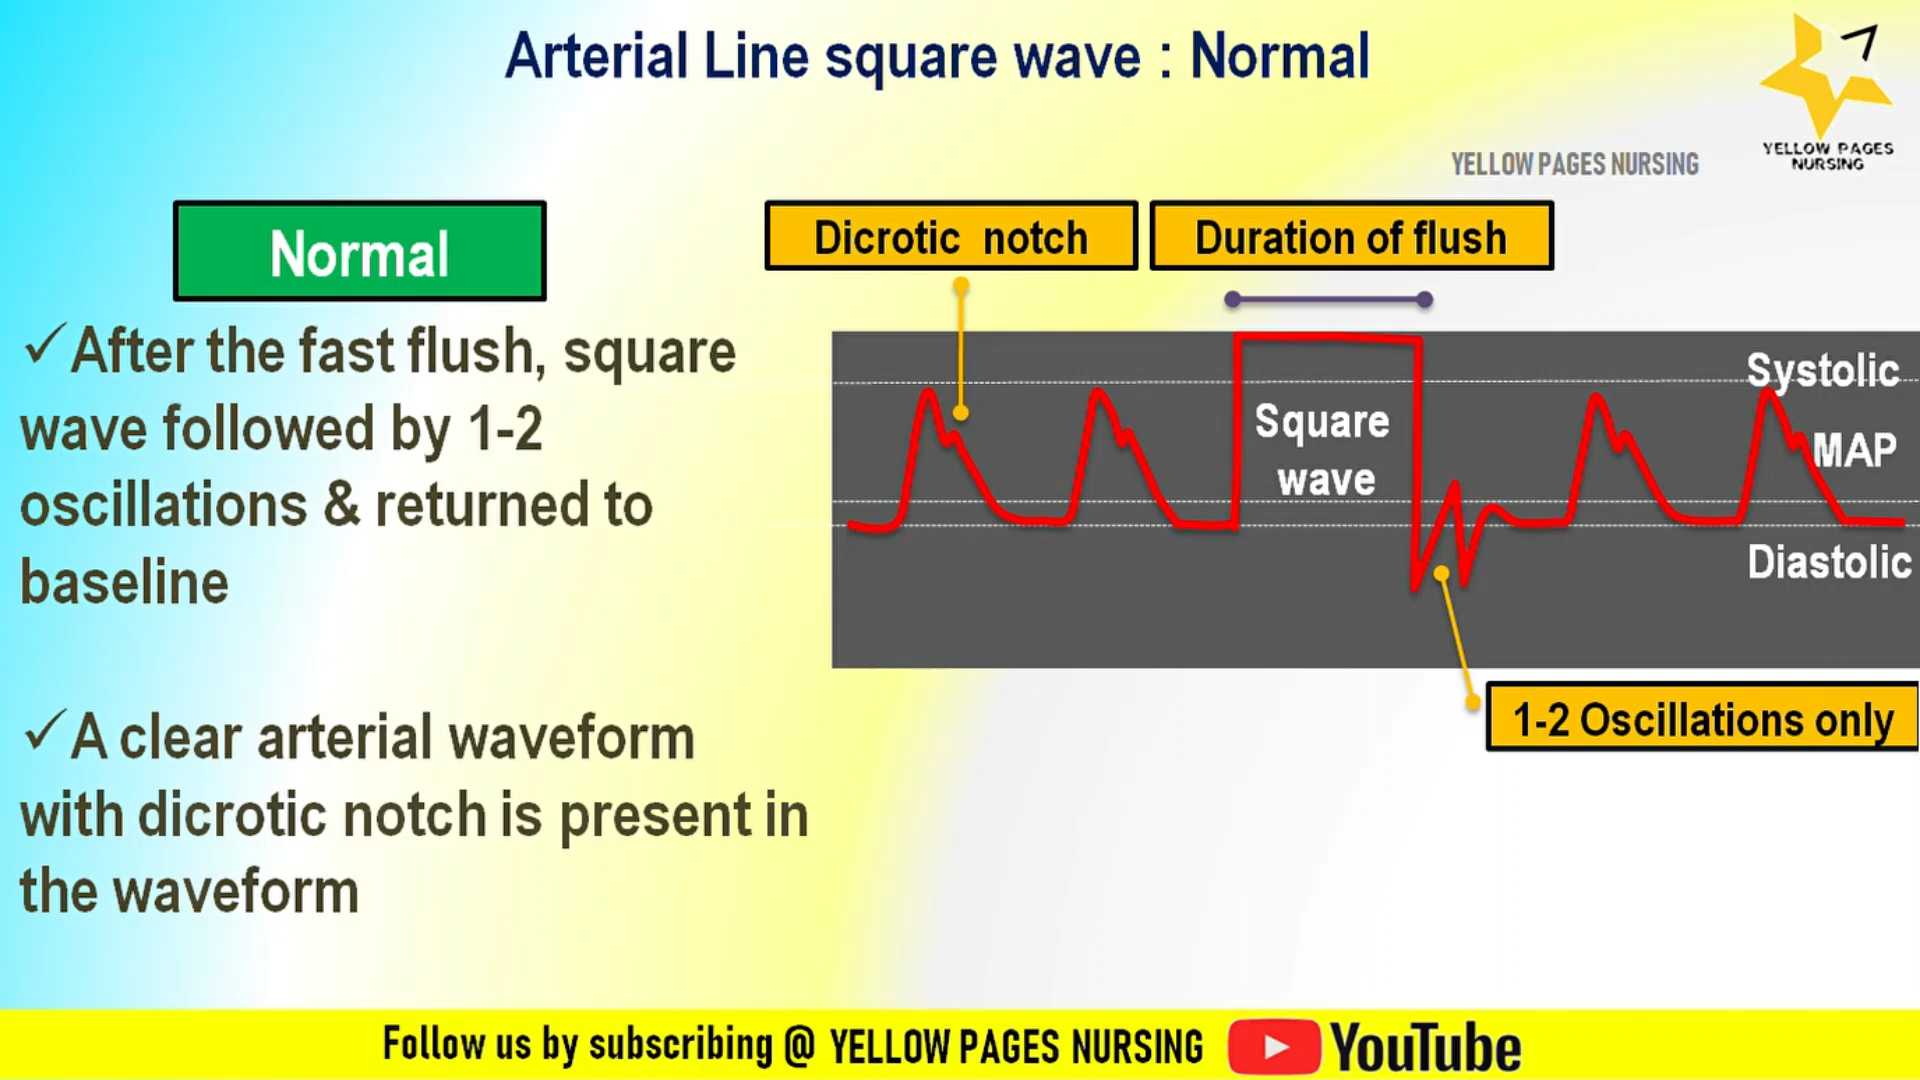 Arterial Line square wave : Normal
YELLOW PAGES
NURSING
YELLOW PAGES NURSING
Normal
Dicrotic notch
Duration of flush
✓After the fast flush, square
wave followed by 1-2
oscillations & returned to
baseline
✓A clear arterial waveform
with dicrotic notch is present in
the waveform
Square
wave
Systolic
MAP
Diastolic
1-2 Oscillations only
Follow us by subscribing @ YELLOW PAGES NURSING YouTube